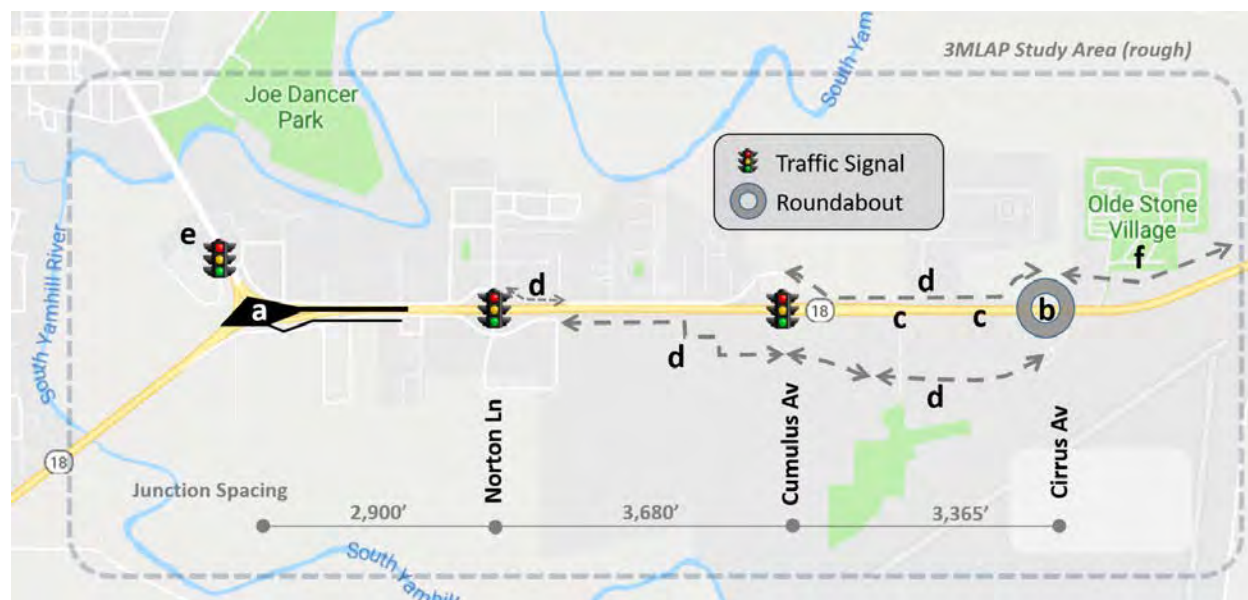 3MLAP Study Area (rough)
South Yam
Joe Dancer
Park
Traffic Signal
Roundabout
Olde Stone
Village
e
f
South Yamhill River
d
d
a
18
b
c
c
d
d
Norton Ln
Cumulus Av
Cirrus Av
18
Junction Spacing
2,900’
3,680’
3,365’
South Yamhill